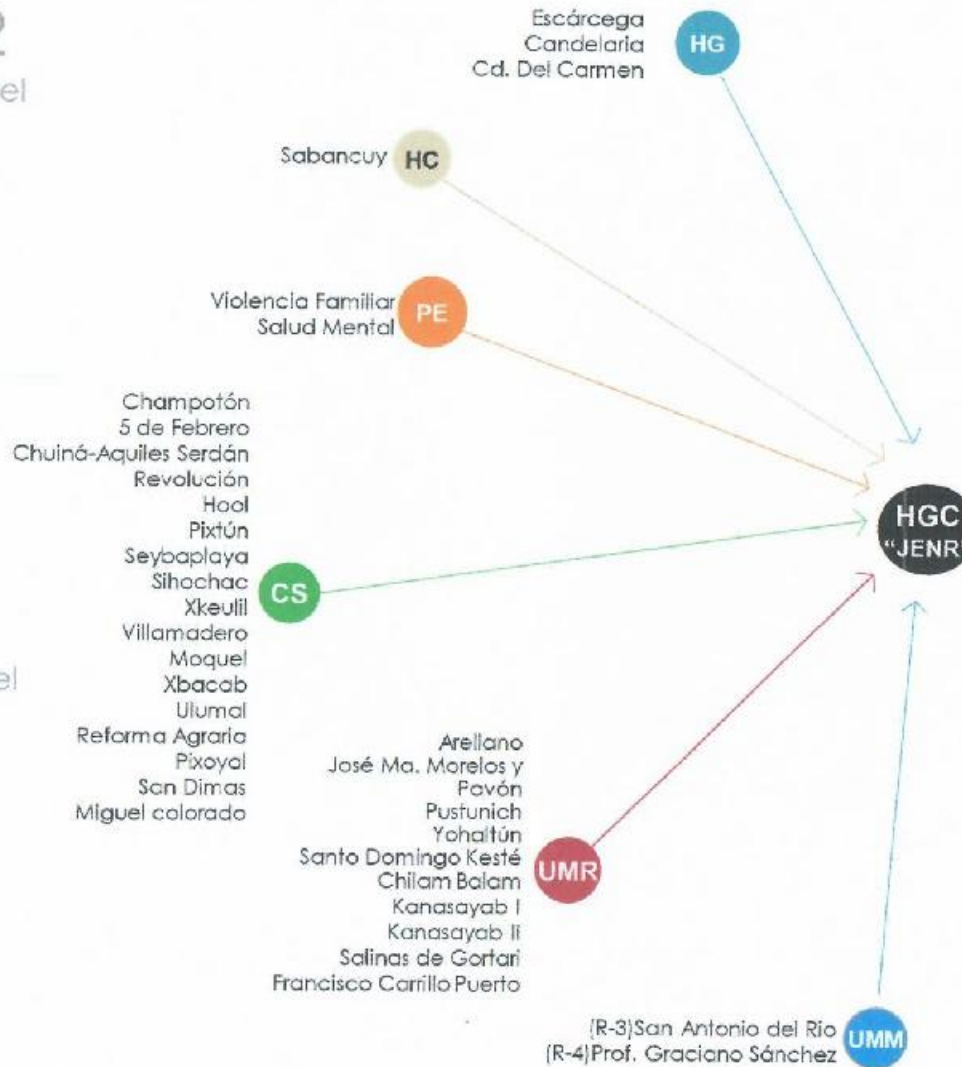 2
el
Escárcega
Candelaria
Cd. Del Carmen
HG
Sabancuy
HC
Violencia Familiar
Salud Mental
PE
Champotón
5 de Febrero
Chuiná-Aquiles Serdán
Revolución
Hool
Pixtún
Seybaplaya
Sihochac
Xkeulil
Villamadero
Moquel
Xbacab
Ulumal
Reforma Agraria
Pixoyal
San Dimas
Miguel colorado
CS
el
HGC
"JENR
Arellano
José Ma. Morelos y
Pavón
Pustunich
Yohaltún
Santo Domingo Kesté
Chilam Balam
Kanasayab I
Kanasayab Ii
Salinas de Gortari
Francisco Carrillo Puerto
UMR
(R-3)San Antonio del Rio
(R-4)Prof. Graciano Sánchez
UMM